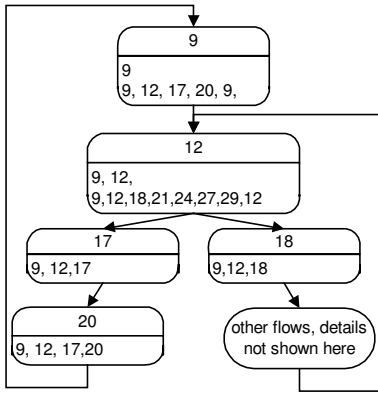 9
9
9, 12, 17, 20, 9,
12
9, 12,
9,12,18,21,24,27,29,12
17
9, 12,17
18
9,12,18
20
9, 12, 17,20
other flows, details
not shown here